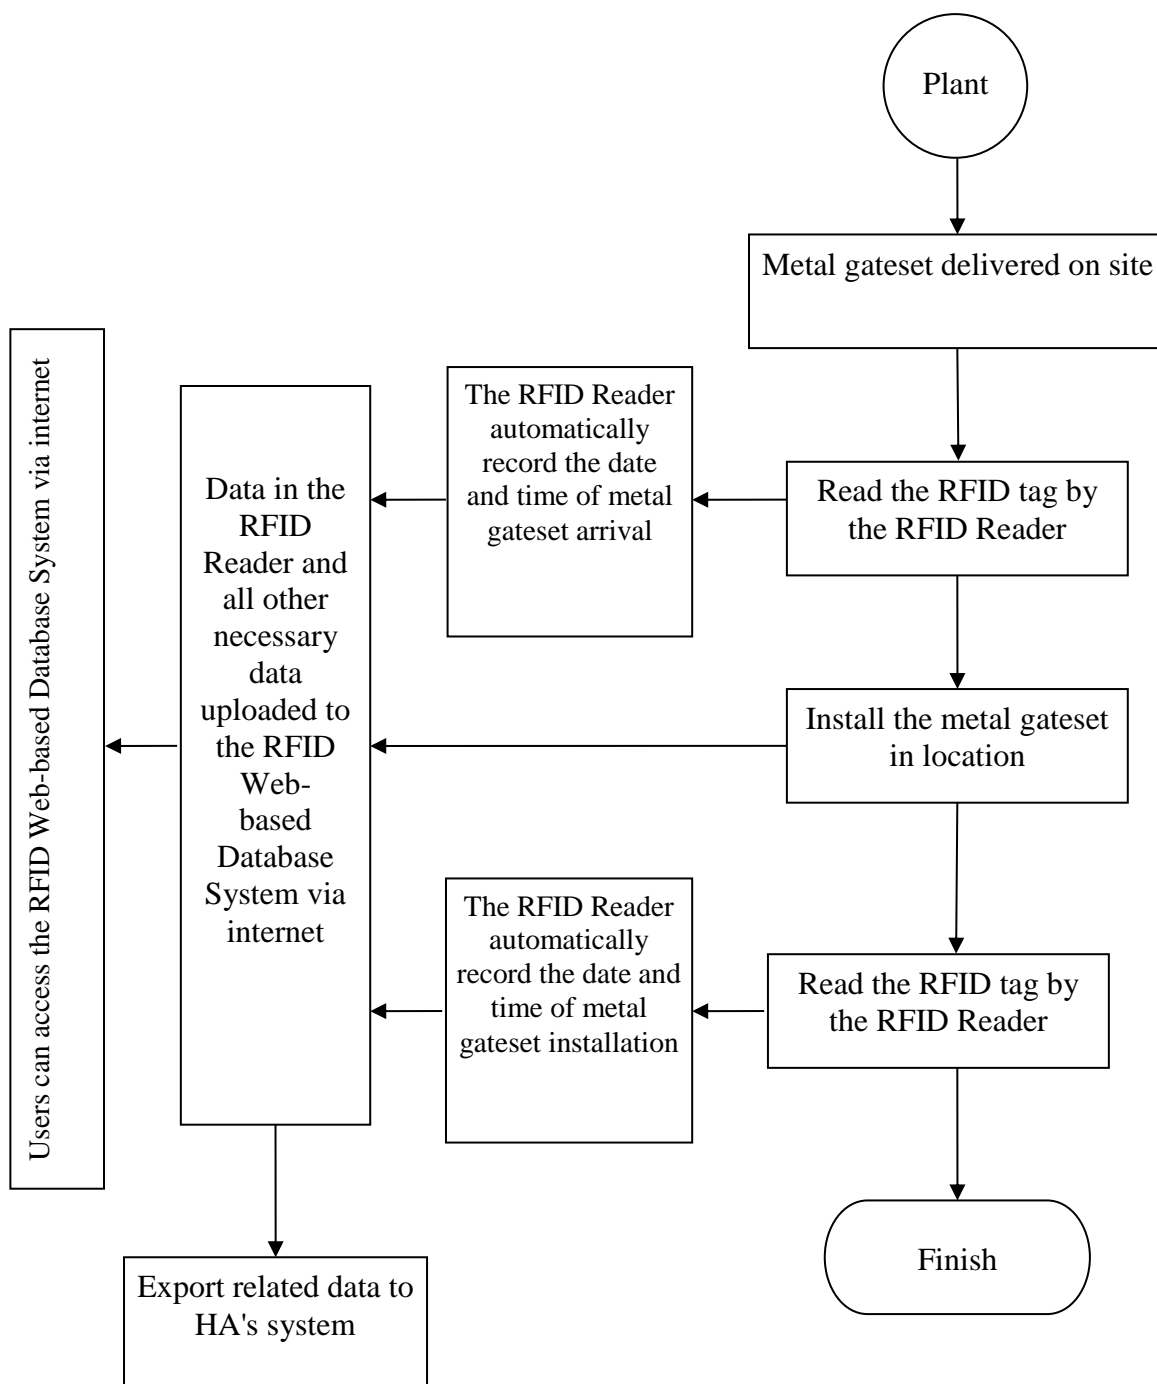 Plant
Metal gateset delivered on site
Users can access the RFID Web-based Database System via internet
Data in the
RFID
Reader and
all other
necessary
data
uploaded to
the RFID
Web-
based
Database
System via
internet
The RFID Reader
automatically
record the date
and time of metal
gateset arrival
Read the RFID tag by
the RFID Reader
Install the metal gateset
in location
The RFID Reader
automatically
record the date and
time of metal
gateset installation
Read the RFID tag by
the RFID Reader
Export related data to
HA's system
Finish